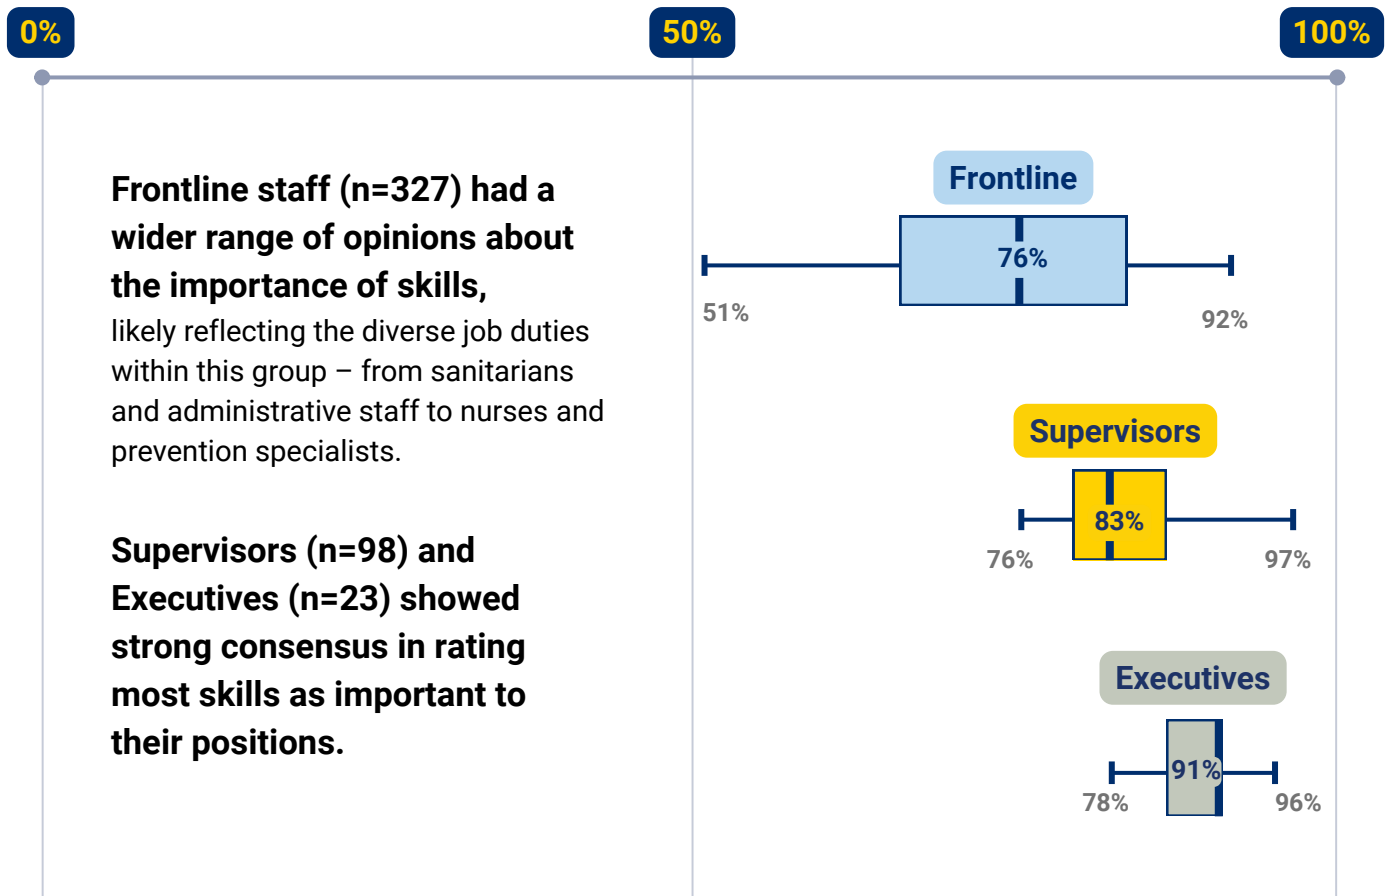 0%
50%
100%
Frontline staff (n=327) had a
wider range of opinions about
the importance of skills,
likely reflecting the diverse job duties
within this group – from sanitarians
and administrative staff to nurses and
prevention specialists.
Supervisors (n=98) and
Executives (n=23) showed
strong consensus in rating
most skills as important to
their positions.
Frontline
76%
51%
92%
Supervisors
83%
76%
97%
Executives
91%
78%
96%